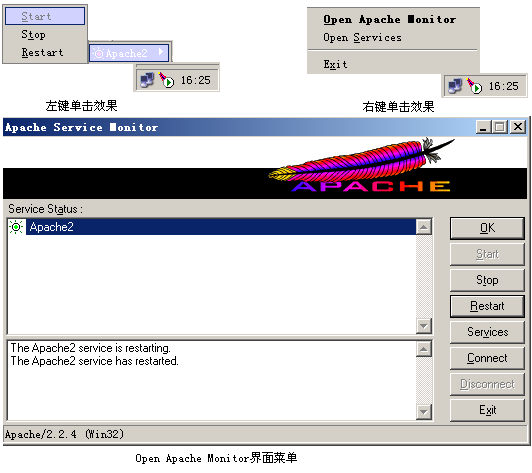 Start
Stop
Restart
Apache2
16:25
左键单击效果
Open Apache Monitor
Open Services
Exit
16:25
右键单击效果
Apache Service Monitor
APACHE
Service Status :
Apache2
OK
Start
Stop
Restart
Services
Connect
Disconnect
Exit
The Apache2 service is restarting.
The Apache2 service has restarted.
Apache/2.2.4 (Win32)
Open Apache Monitor界面菜单